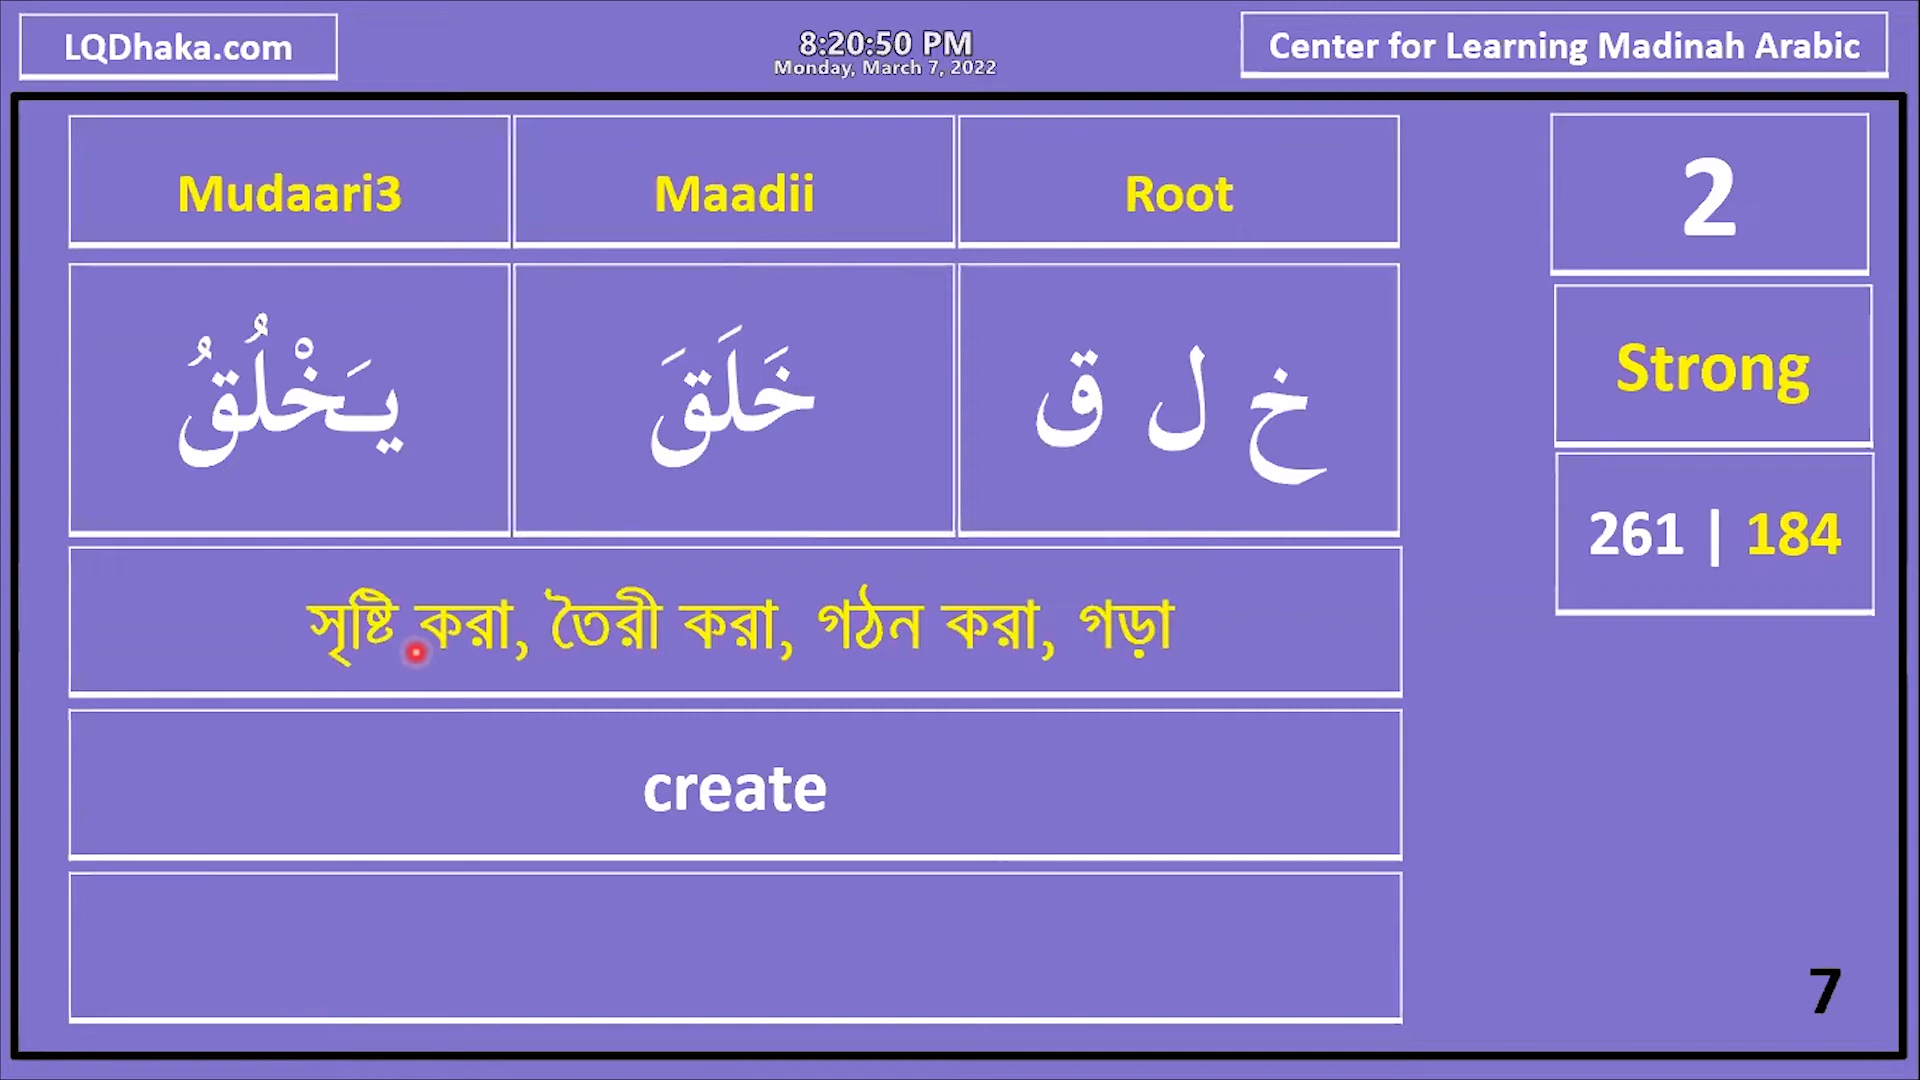 LQDhaka.com
8:20:50 PM
Monday, March 7, 2022
Center for Learning Madinah Arabic
Mudaari3
Maadii
Root
2
يَخْلُقُ
خَلَقَ
خ ل ق
Strong
261 | 184
সৃষ্টি করা, তৈরী করা, গঠন করা, গড়া
create
7